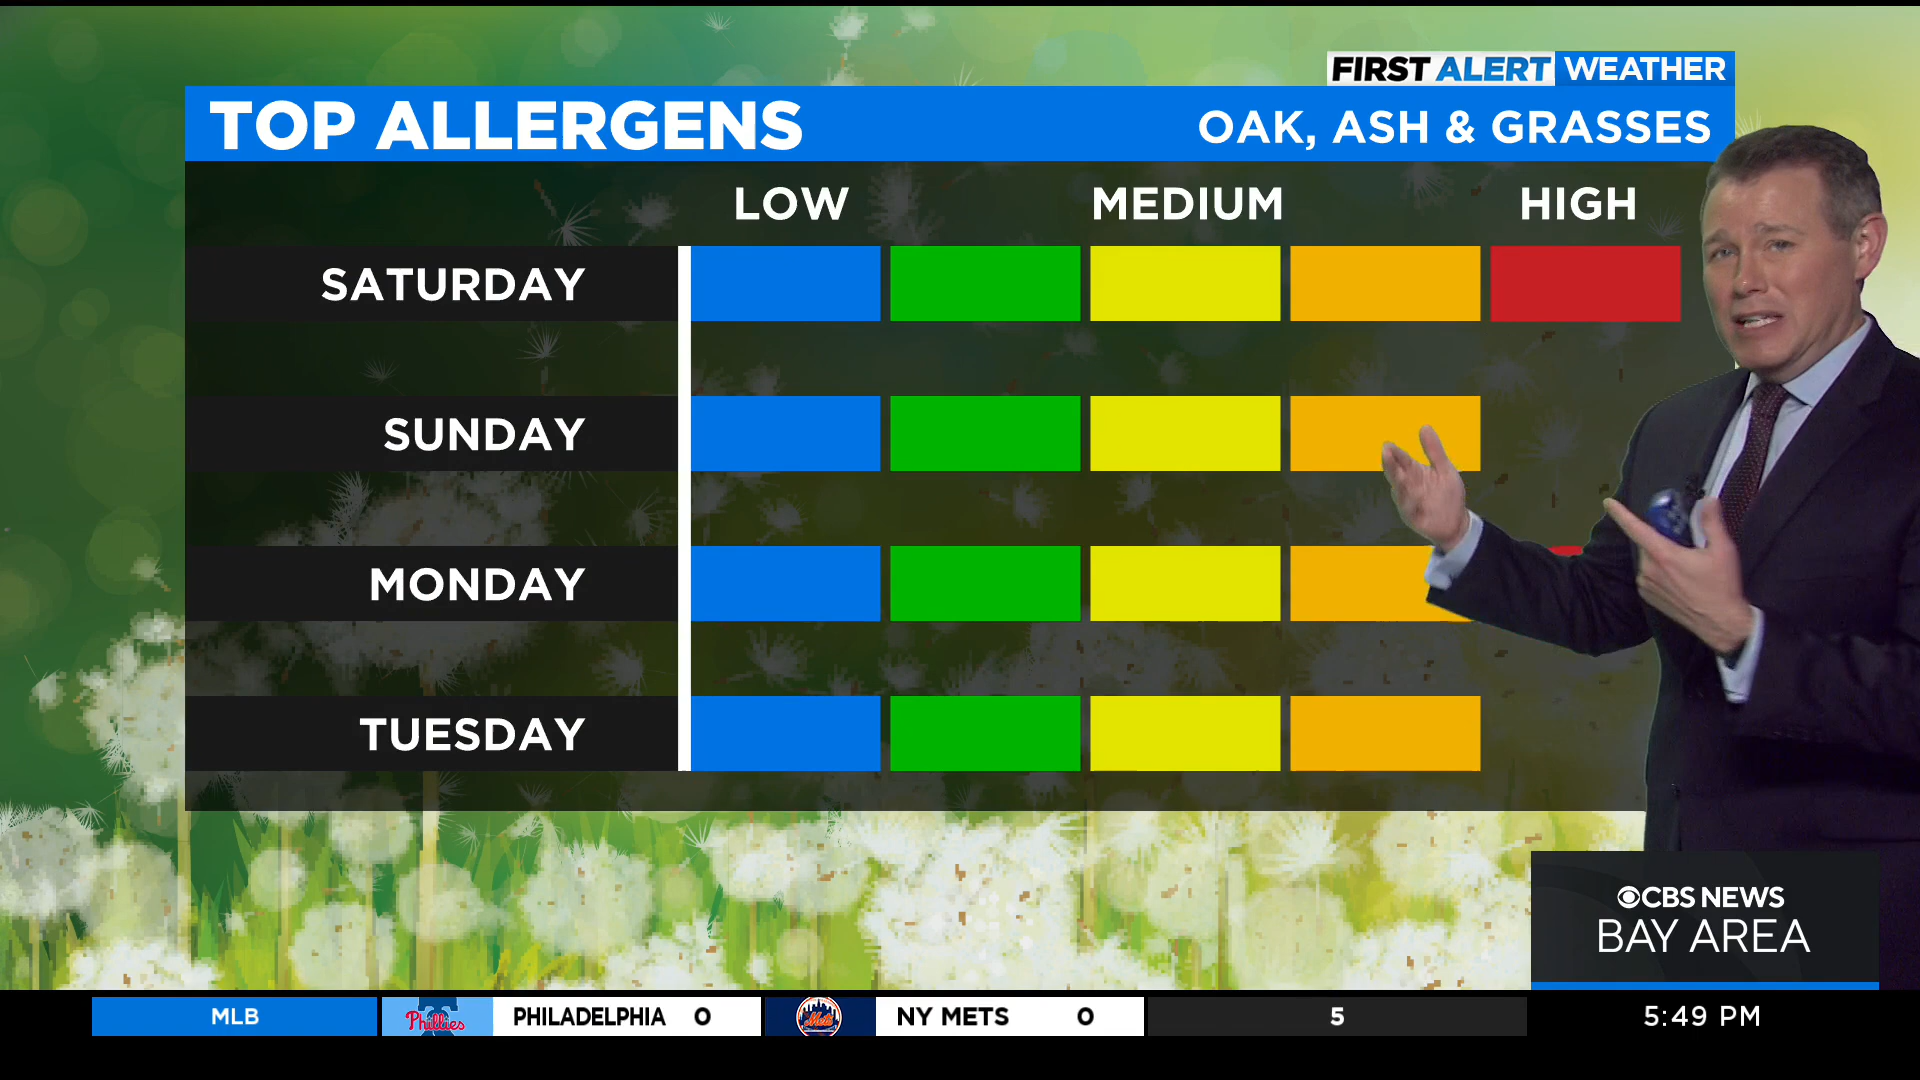 FIRST ALERT WEATHER
TOP ALLERGENS OAK, ASH & GRASSES
LOW MEDIUM HIGH
SATURDAY
SUNDAY
MONDAY
TUESDAY
CBS NEWS
BAY AREA
MLB Phillies PHILADELPHIA 0 Mets NY METS 0 5 5:49 PM